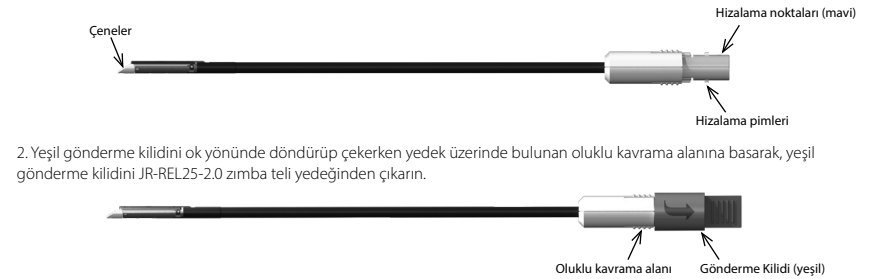 Hizalama noktaları (mavi)
Çeneler
Hizalama pimleri
2. Yeşil gönderme kilidini ok yönünde döndürüp çekerken yedek üzerinde bulunan oluklu kavrama alanına basarak, yeşil
gönderme kilidini JR-REL25-2.0 zımba teli yedeğinden çıkarın.
Oluklu kavrama alanı
Gönderme Kilidi (yeşil)